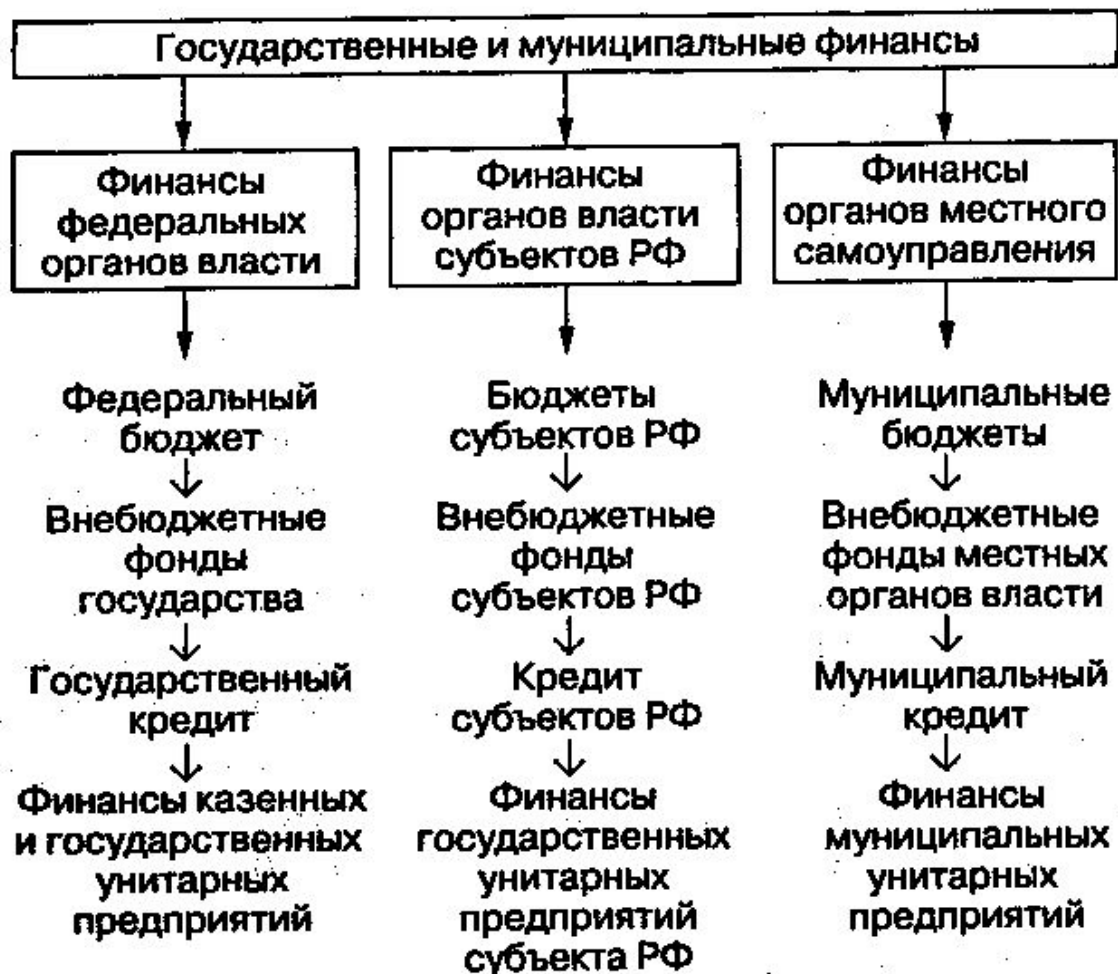 Государственные и муниципальные финансы
Финансы
федеральных
органов власти
Финансы
органов власти
субъектов РФ
Финансы
органов местного
самоуправления
Федеральный
бюджет
Внебюджетные
фонды
государства
Государственный
кредит
Финансы казенных
и государственных
унитарных
предприятий
Бюджеты
субъектов РФ
Внебюджетные
фонды
субъектов РФ
Кредит
субъектов РФ
Финансы
государственных
унитарных
предприятий
субъекта РФ
Муниципальные
бюджеты
Внебюджетные
фонды местных
органов власти
Муниципальный
кредит
Финансы
муниципальных
унитарных
предприятий